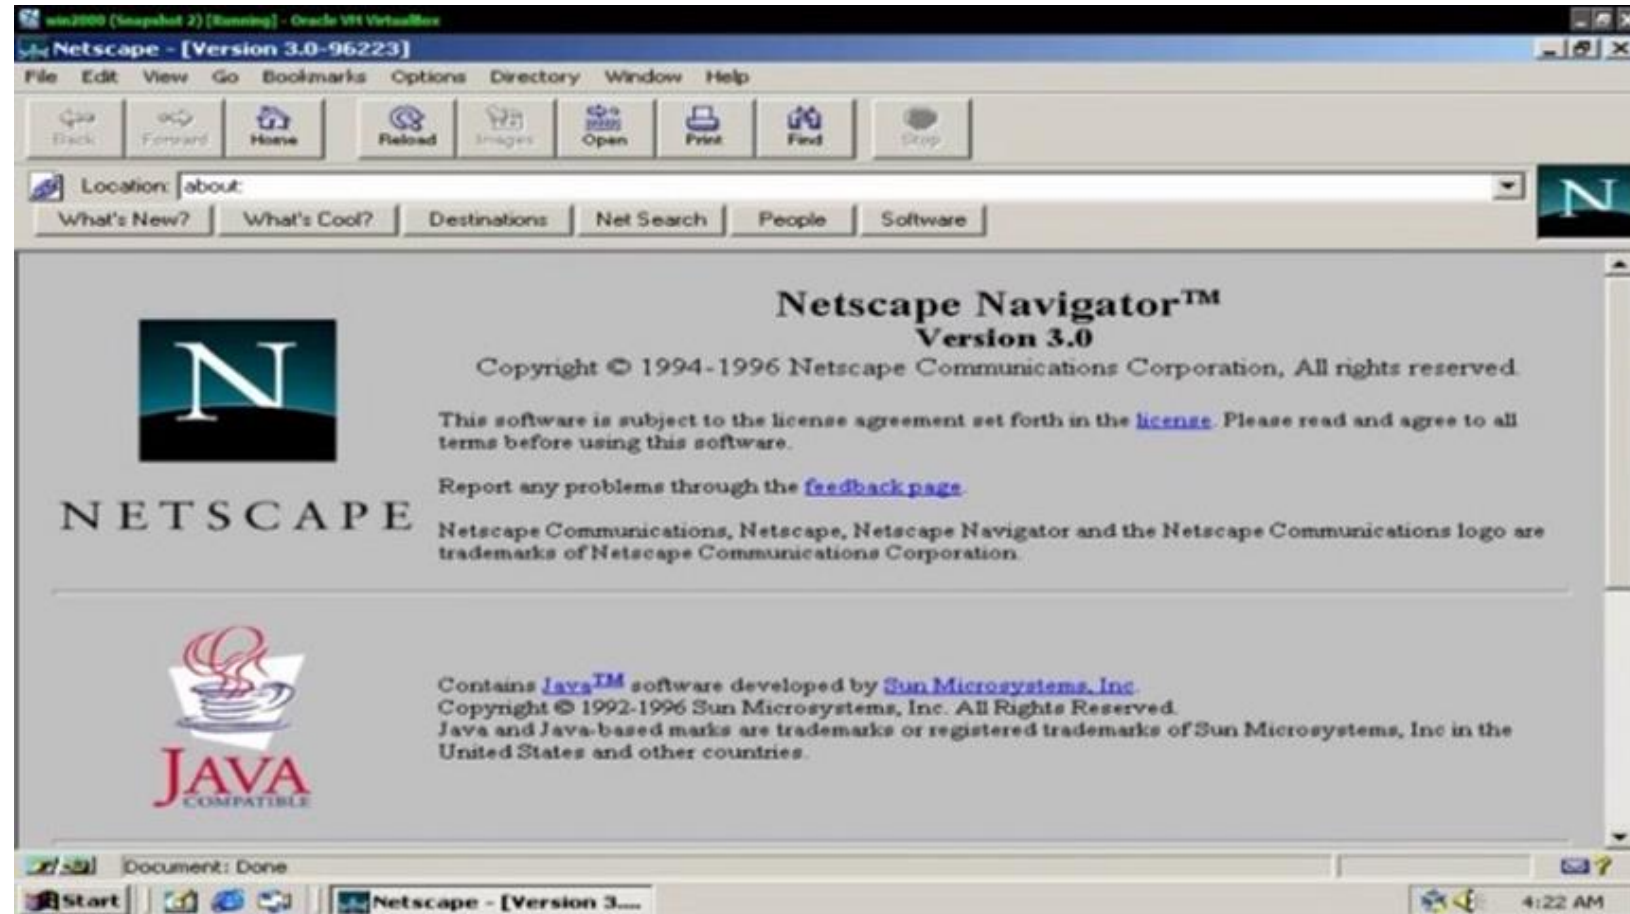 win2000 (Snapshot 2) [Running] - Oracle VM VirtualBox
Netscape - [Version 3.0-96223]
File Edit View Go Bookmarks Options Directory Window Help
Back Forward Home Reload Images Open Print Find Stop
Location: about:
N
What's New? What's Cool? Destinations Net Search People Software
Netscape Navigator™
Version 3.0
Copyright © 1994-1996 Netscape Communications Corporation, All rights reserved.
N
NETSCAPE
This software is subject to the license agreement set forth in the license. Please read and agree to all
terms before using this software.
Report any problems through the feedback page.
Netscape Communications, Netscape, Netscape Navigator and the Netscape Communications logo are
trademarks of Netscape Communications Corporation.
JAVA
COMPATIBLE
Contains Java™ software developed by Sun Microsystems, Inc.
Copyright © 1992-1996 Sun Microsystems, Inc. All Rights Reserved.
Java and Java-based marks are trademarks or registered trademarks of Sun Microsystems, Inc in the
United States and other countries.
Document: Done
Start Netscape - [Version 3.... 4:22 AM